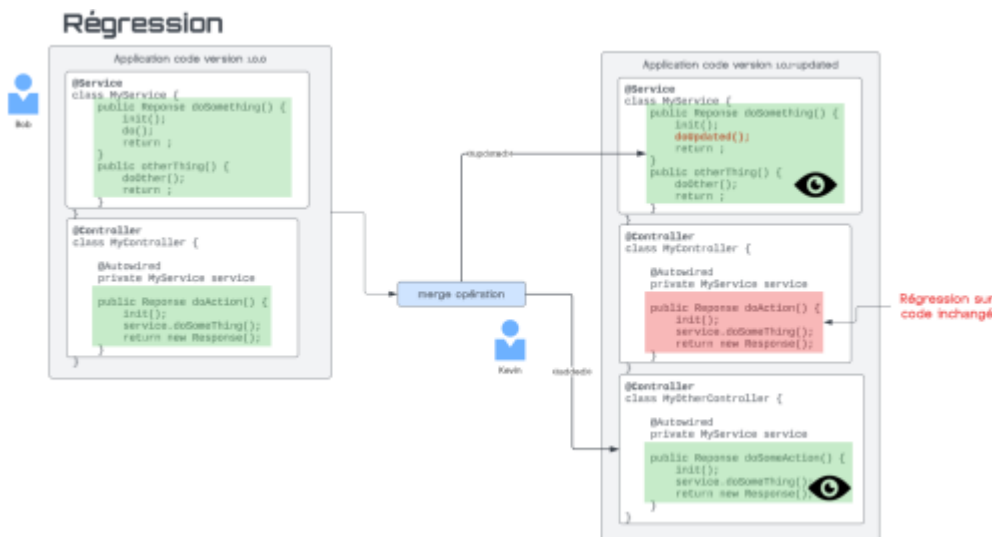 Régression
Application code version 1.0.0
Bob
@Service
class MyService {
public Reponse doSomething() {
init();
do();
return ;
}
public otherThing() {
doOther();
return ;
}
}
@Controller
class MyController {
@Autowired
private MyService service
public Reponse doAction() {
init();
service.doSomeThing();
return new Response();
}
}
merge opération
Kevin
Application code version 1.0.1-updated
@Service
class MyService {
public Reponse doSomething() {
init();
doUpdated();
return ;
}
public otherThing() {
doOther();
return ;
}
}
@Controller
class MyController {
@Autowired
private MyService service
public Reponse doAction() {
init();
service.doSomeThing();
return new Response();
}
}
Régression sur
code inchangé
@Controller
class MyOtherController {
@Autowired
private MyService service
public Reponse doSomeAction() {
init();
service.doSomeThing();
return new Response();
}
}